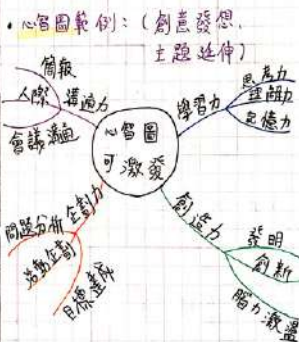 • 心智圖範例：（創意發想、
主題延伸）
心智圖
可激發
學習力
思考力
理解力
記憶力
創造力
發明
創新
腦力激盪
溝通力
簡報
人際
會議溝通
企劃力
問題分析
活動企劃
目標達成